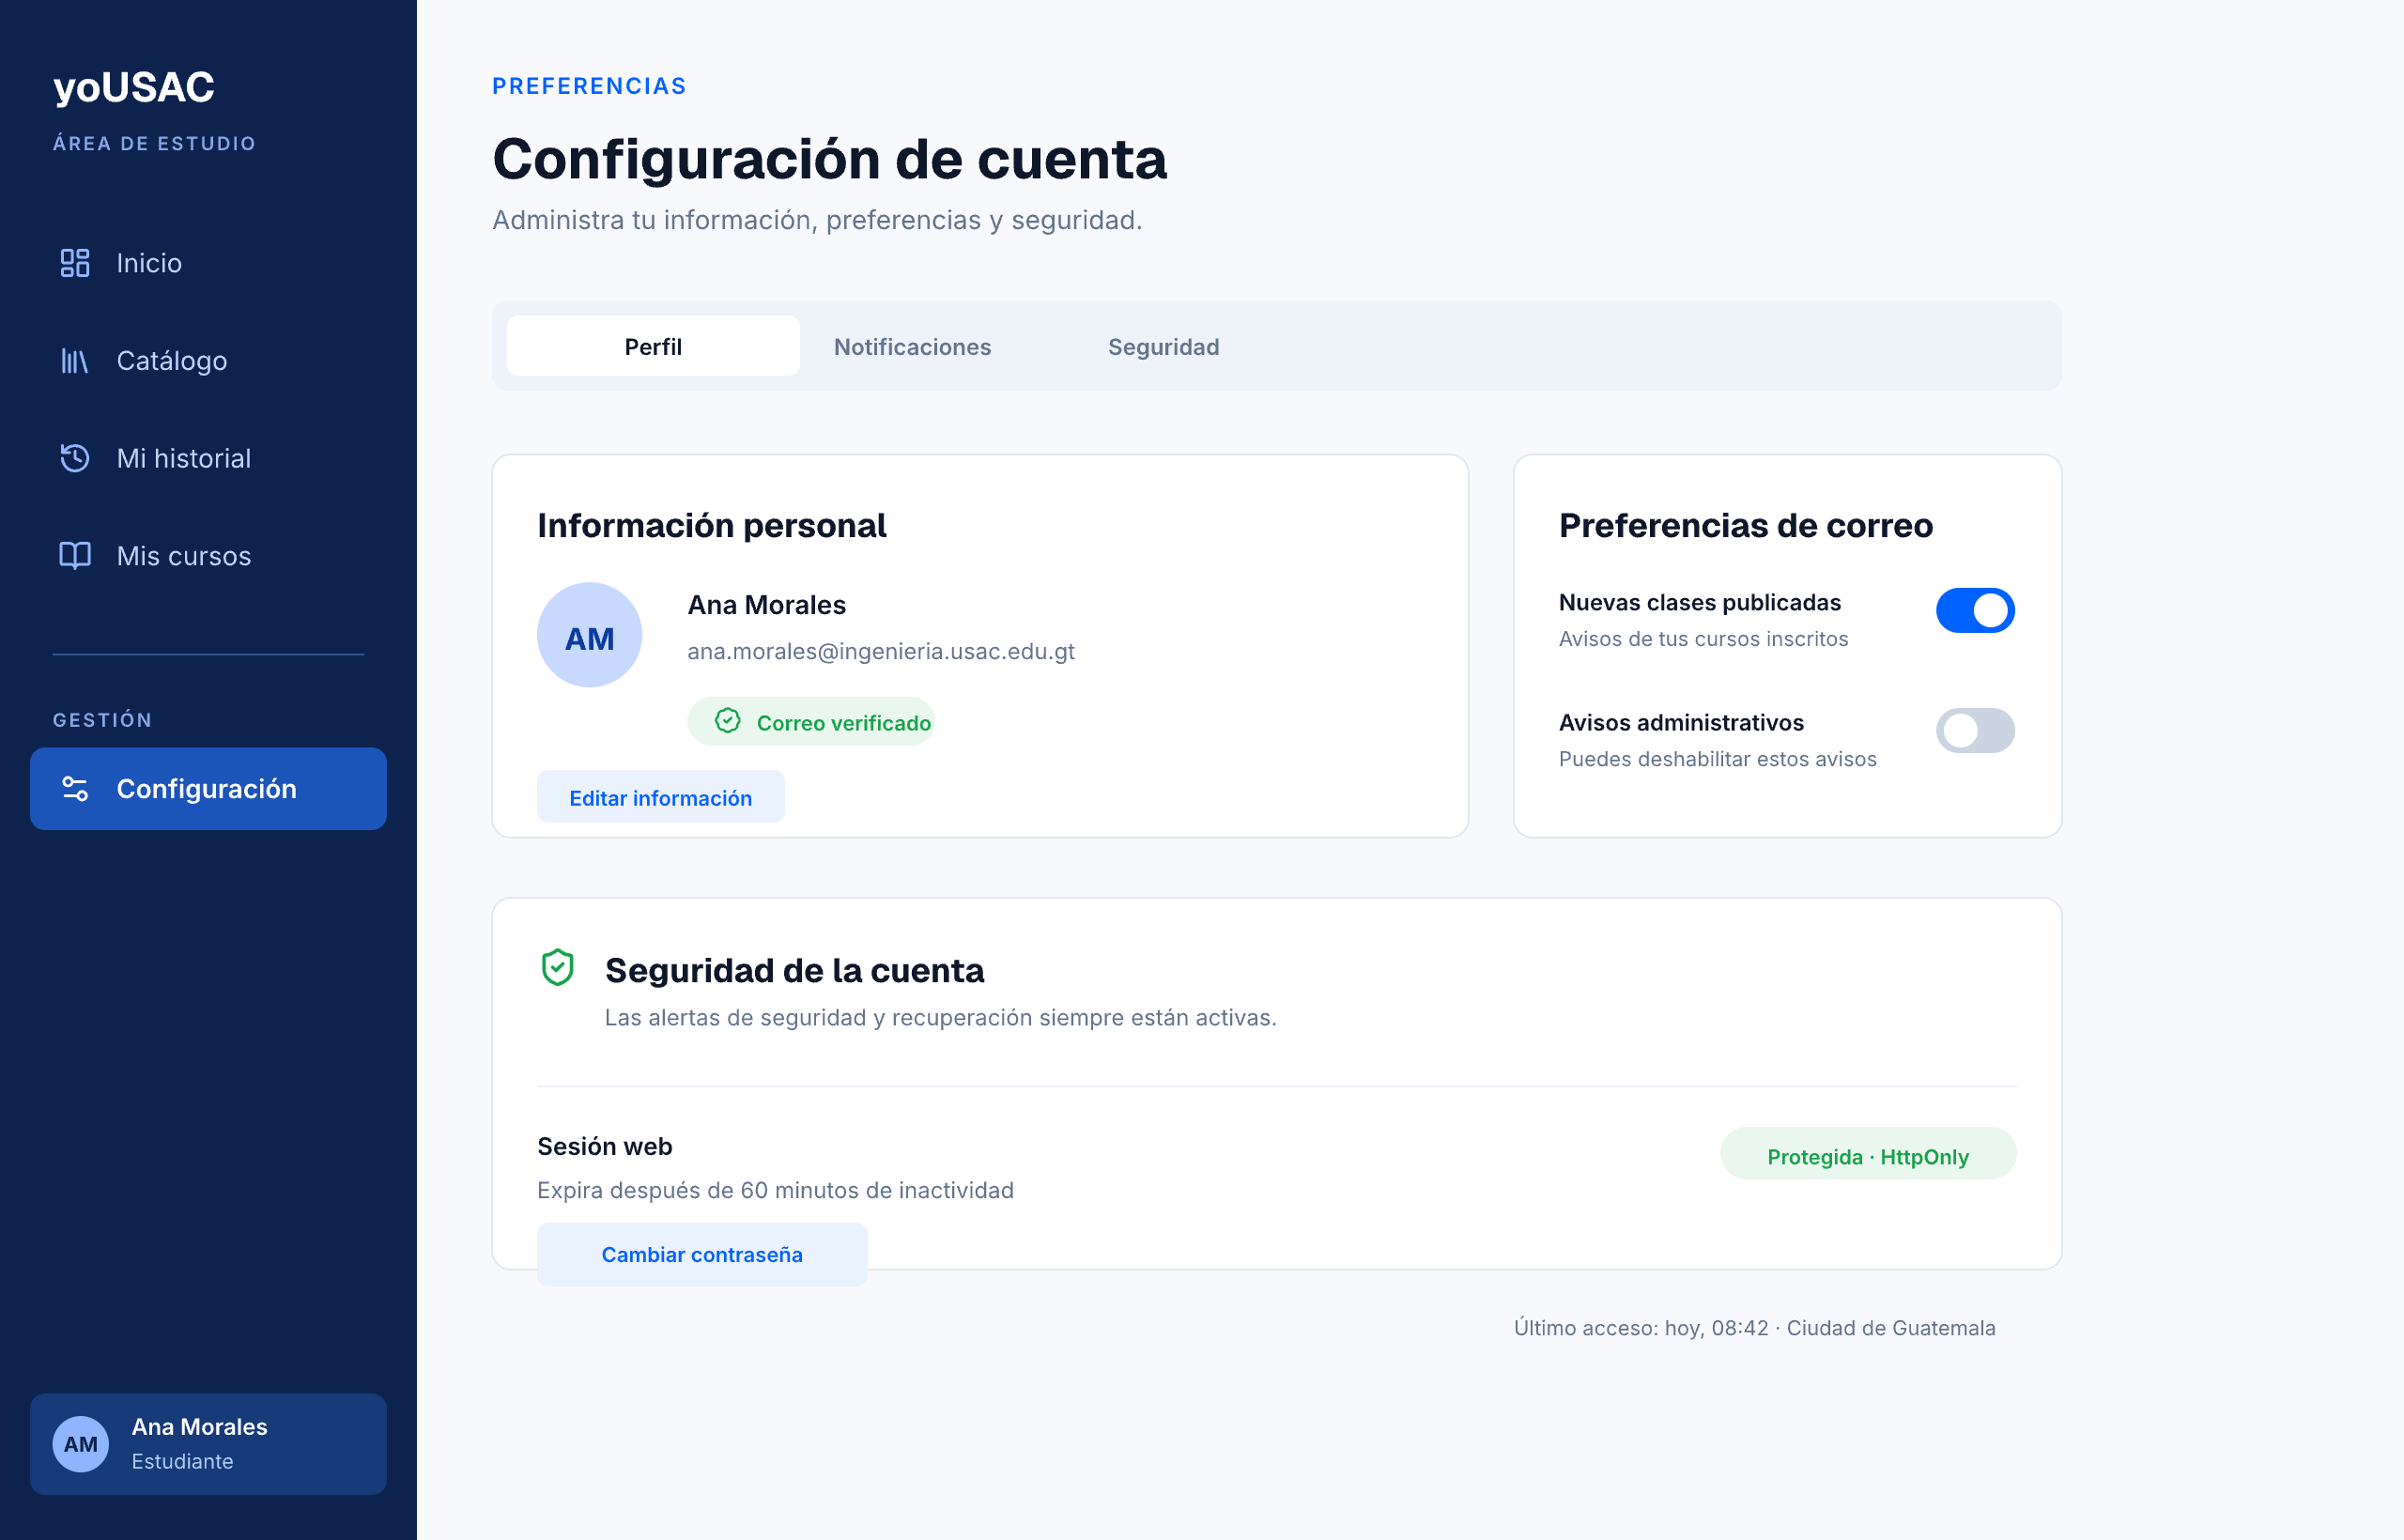 yoUSAC
ÁREA DE ESTUDIO
Inicio
Catálogo
Mi historial
Mis cursos
GESTIÓN
Configuración
AM
Ana Morales
Estudiante
PREFERENCIAS
Configuración de cuenta
Administra tu información, preferencias y seguridad.
Perfil
Notificaciones
Seguridad
Información personal
AM
Ana Morales
ana.morales@ingenieria.usac.edu.gt
Correo verificado
Editar información
Preferencias de correo
Nuevas clases publicadas
Avisos de tus cursos inscritos
Avisos administrativos
Puedes deshabilitar estos avisos
Seguridad de la cuenta
Las alertas de seguridad y recuperación siempre están activas.
Sesión web
Expira después de 60 minutos de inactividad
Protegida · HttpOnly
Cambiar contraseña
Último acceso: hoy, 08:42 · Ciudad de Guatemala